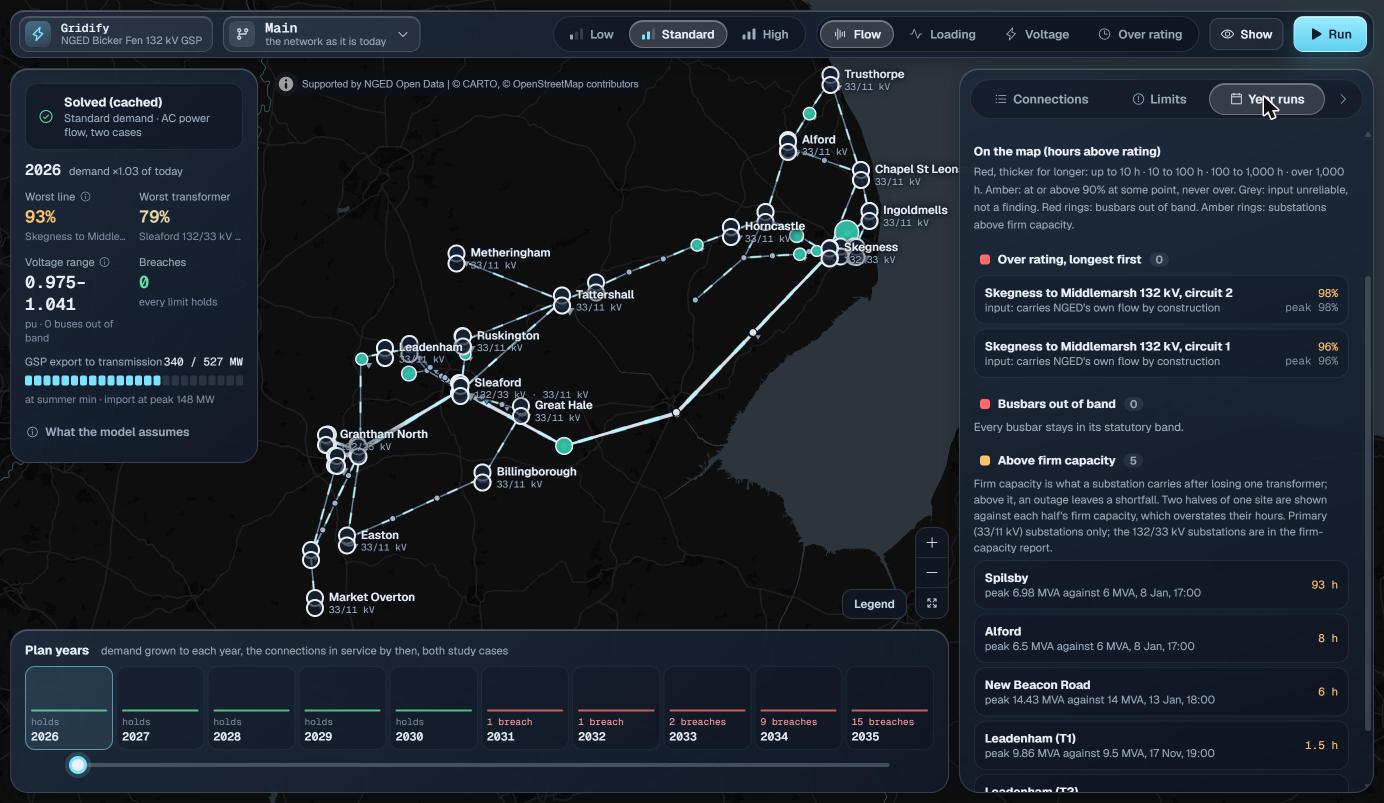 Gridify
NGED Bicker Fen 132 kV GSP
Main
the network as it is today
Low
Standard
High
Flow
Loading
Voltage
Over rating
Show
Run
Solved (cached)
Standard demand · AC power
flow, two cases
2026 demand ×1.03 of today
Worst line
93%
Skegness to Middle...
Worst transformer
79%
Sleaford 132/33 kV ...
Voltage range
0.975-
1.041
pu · 0 buses out of
band
Breaches
0
every limit holds
GSP export to transmission 340 / 527 MW
at summer min · import at peak 148 MW
What the model assumes
Supported by NGED Open Data | © CARTO, © OpenStreetMap contributors
Trusthorpe
33/11 kV
Alford
33/11 kV
Chapel St Leon
33/11 kV
Ingoldmells
33/11 kV
Horncastle
33/11 kV
Skegness
132/33 kV
Metheringham
33/11 kV
Tattershall
33/11 kV
Ruskington
33/11 kV
Leadenham
33/11 kV
Sleaford
132/33 kV · 33/11 kV
Great Hale
33/11 kV
Grantham North
Billingborough
33/11 kV
Easton
33/11 kV
Market Overton
33/11 kV
Legend
Plan years demand grown to each year, the connections in service by then, both study cases
holds
2026
holds
2027
holds
2028
holds
2029
holds
2030
1 breach
2031
1 breach
2032
2 breaches
2033
9 breaches
2034
15 breaches
2035
Connections
Limits
Year runs
On the map (hours above rating)
Red, thicker for longer: up to 10 h · 10 to 100 h · 100 to 1,000 h · over 1,000
h. Amber: at or above 90% at some point, never over. Grey: input unreliable,
not a finding. Red rings: busbars out of band. Amber rings: substations
above firm capacity.
Over rating, longest first 0
Skegness to Middlemarsh 132 kV, circuit 2 98%
input: carries NGED's own flow by construction peak 98%
Skegness to Middlemarsh 132 kV, circuit 1 96%
input: carries NGED's own flow by construction peak 96%
Busbars out of band 0
Every busbar stays in its statutory band.
Above firm capacity 5
Firm capacity is what a substation carries after losing one transformer;
above it, an outage leaves a shortfall. Two halves of one site are shown
against each half's firm capacity, which overstates their hours. Primary
(33/11 kV) substations only; the 132/33 kV substations are in the firm-
capacity report.
Spilsby 93 h
peak 6.98 MVA against 6 MVA, 8 Jan, 17:00
Alford 8 h
peak 6.5 MVA against 6 MVA, 8 Jan, 17:00
New Beacon Road 6 h
peak 14.43 MVA against 14 MVA, 13 Jan, 18:00
Leadenham (T1) 1.5 h
peak 9.86 MVA against 9.5 MVA, 17 Nov, 19:00
Leadenham (T2)